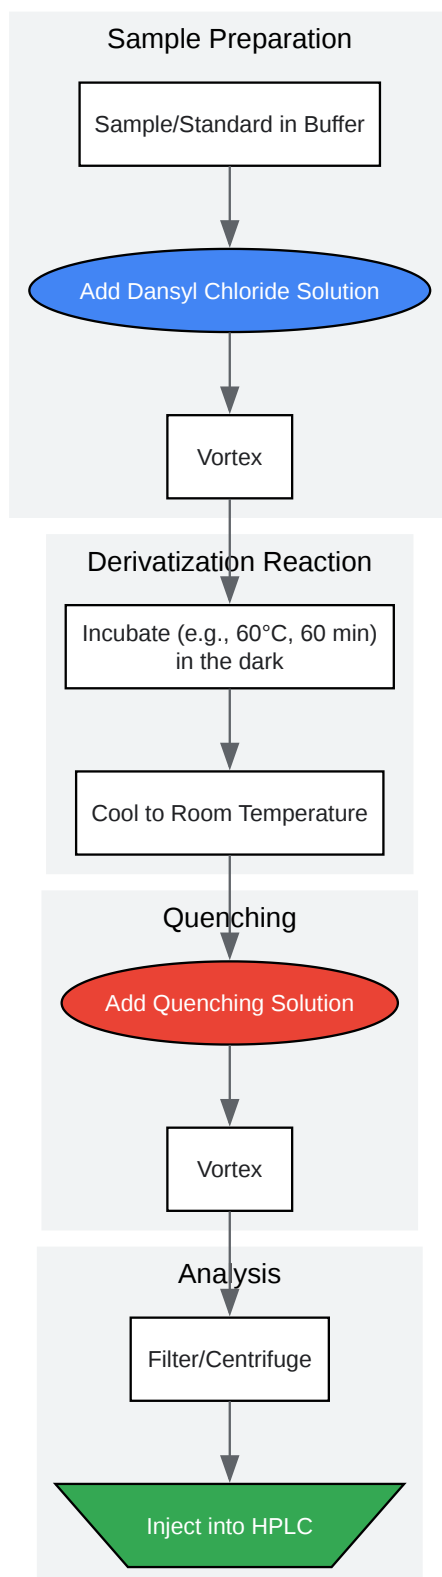 Sample Preparation
Sample/Standard in Buffer
Add Dansyl Chloride Solution
Vortex
Derivatization Reaction
Incubate (e.g., 60°C, 60 min)
in the dark
Cool to Room Temperature
Quenching
Add Quenching Solution
Vortex
Analysis
Filter/Centrifuge
Inject into HPLC